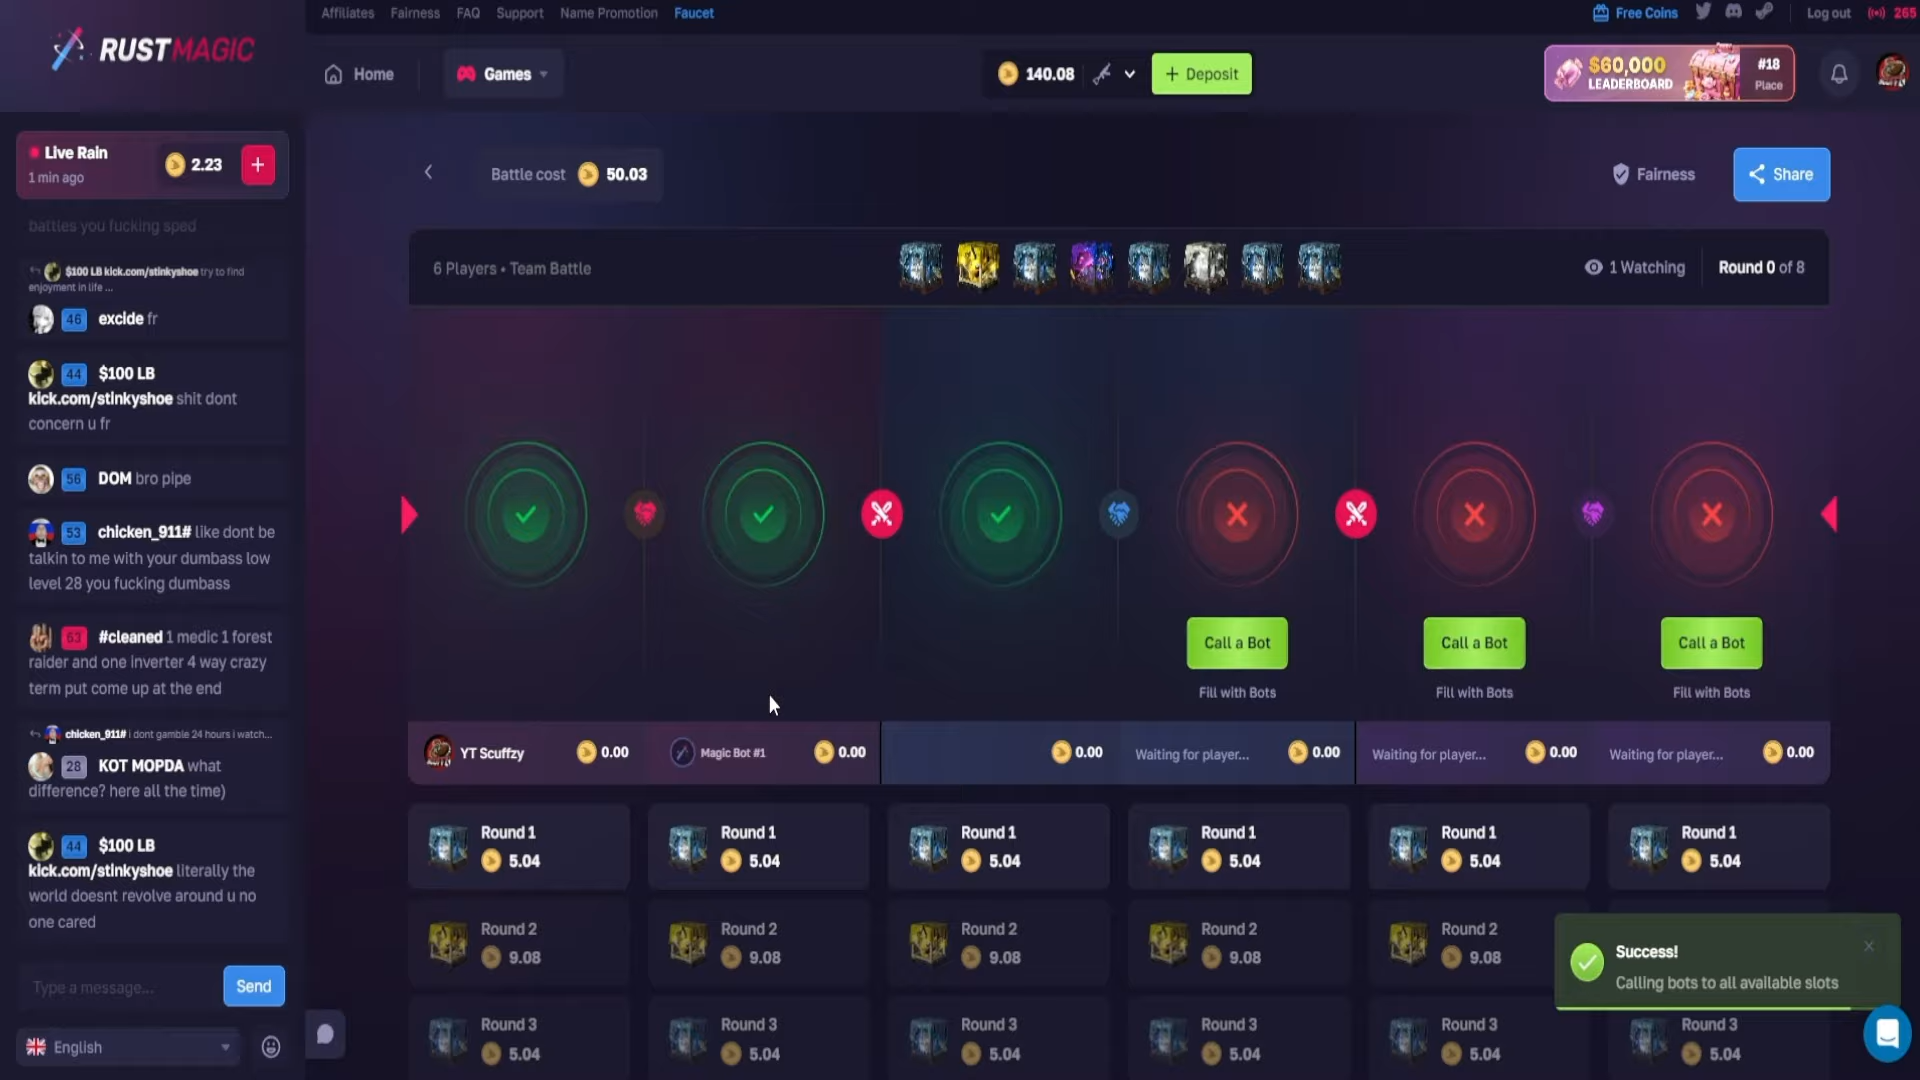 Affiliates Fairness FAQ Support Name Promotion Faucet
Free Coins Log out 265
RUSTMAGIC
Home Games 140.08 + Deposit
$60,000 LEADERBOARD #18 Place
Live Rain
1 min ago
2.23 +
battles you fucking sped
$100 LB kick.com/stinkyshoe try to find
enjoyment in life ...
46 excide fr
44 $100 LB
kick.com/stinkyshoe shit dont
concern u fr
56 DOM bro pipe
53 chicken_911# like dont be
talkin to me with your dumbass low
level 28 you fucking dumbass
63 #cleaned 1 medic 1 forest
raider and one inverter 4 way crazy
term put come up at the end
chicken_911# i dont gamble 24 hours i watch...
28 KOT MOPDA what
difference? here all the time)
44 $100 LB
kick.com/stinkyshoe literally the
world doesnt revolve around u no
one cared
Type a message... Send
English
Battle cost 50.03
Fairness Share
6 Players • Team Battle
1 Watching Round 0 of 8
Call a Bot Call a Bot Call a Bot
Fill with Bots Fill with Bots Fill with Bots
YT Scuffzy 0.00 Magic Bot #1 0.00 0.00 Waiting for player... 0.00 Waiting for player... 0.00 Waiting for player... 0.00
Round 1 Round 1 Round 1 Round 1 Round 1 Round 1
5.04 5.04 5.04 5.04 5.04 5.04
Round 2 Round 2 Round 2 Round 2 Round 2
9.08 9.08 9.08 9.08 9.08
Round 3 Round 3 Round 3 Round 3 Round 3 Round 3
5.04 5.04 5.04 5.04 5.04 5.04
Success!
Calling bots to all available slots